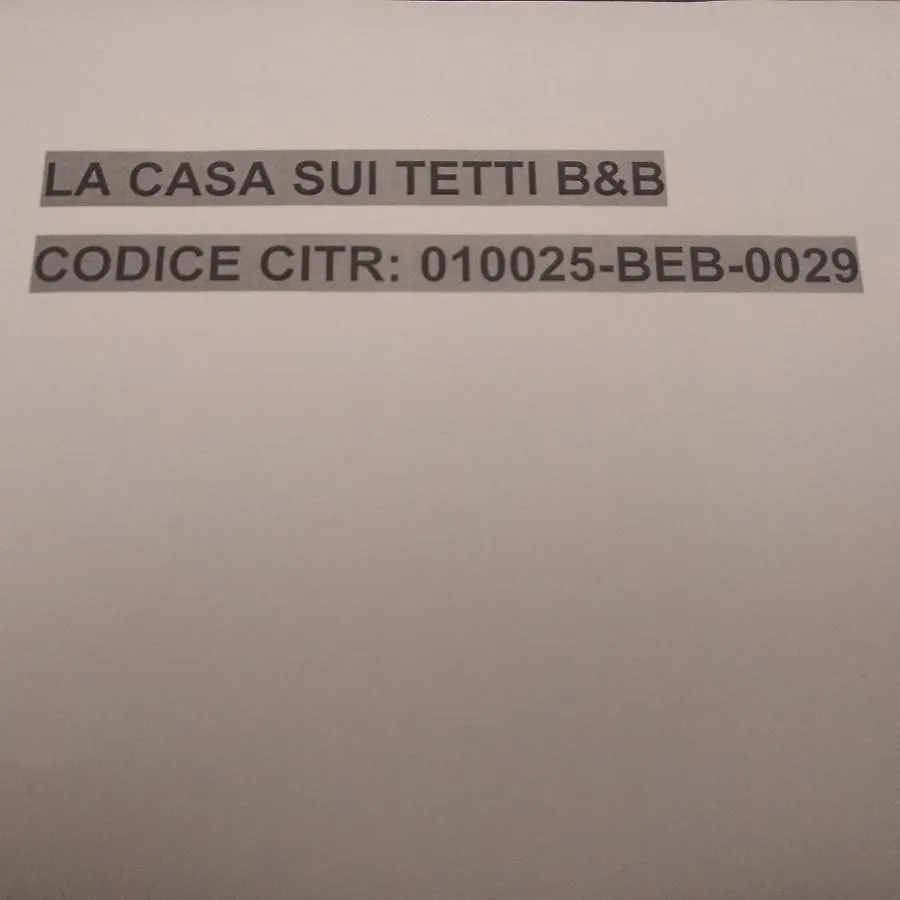 LA CASA SUI TETTI B&B
CODICE CITR: 010025-BEB-0029